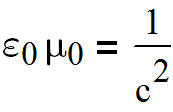 ε₀ μ₀ = 1/c²